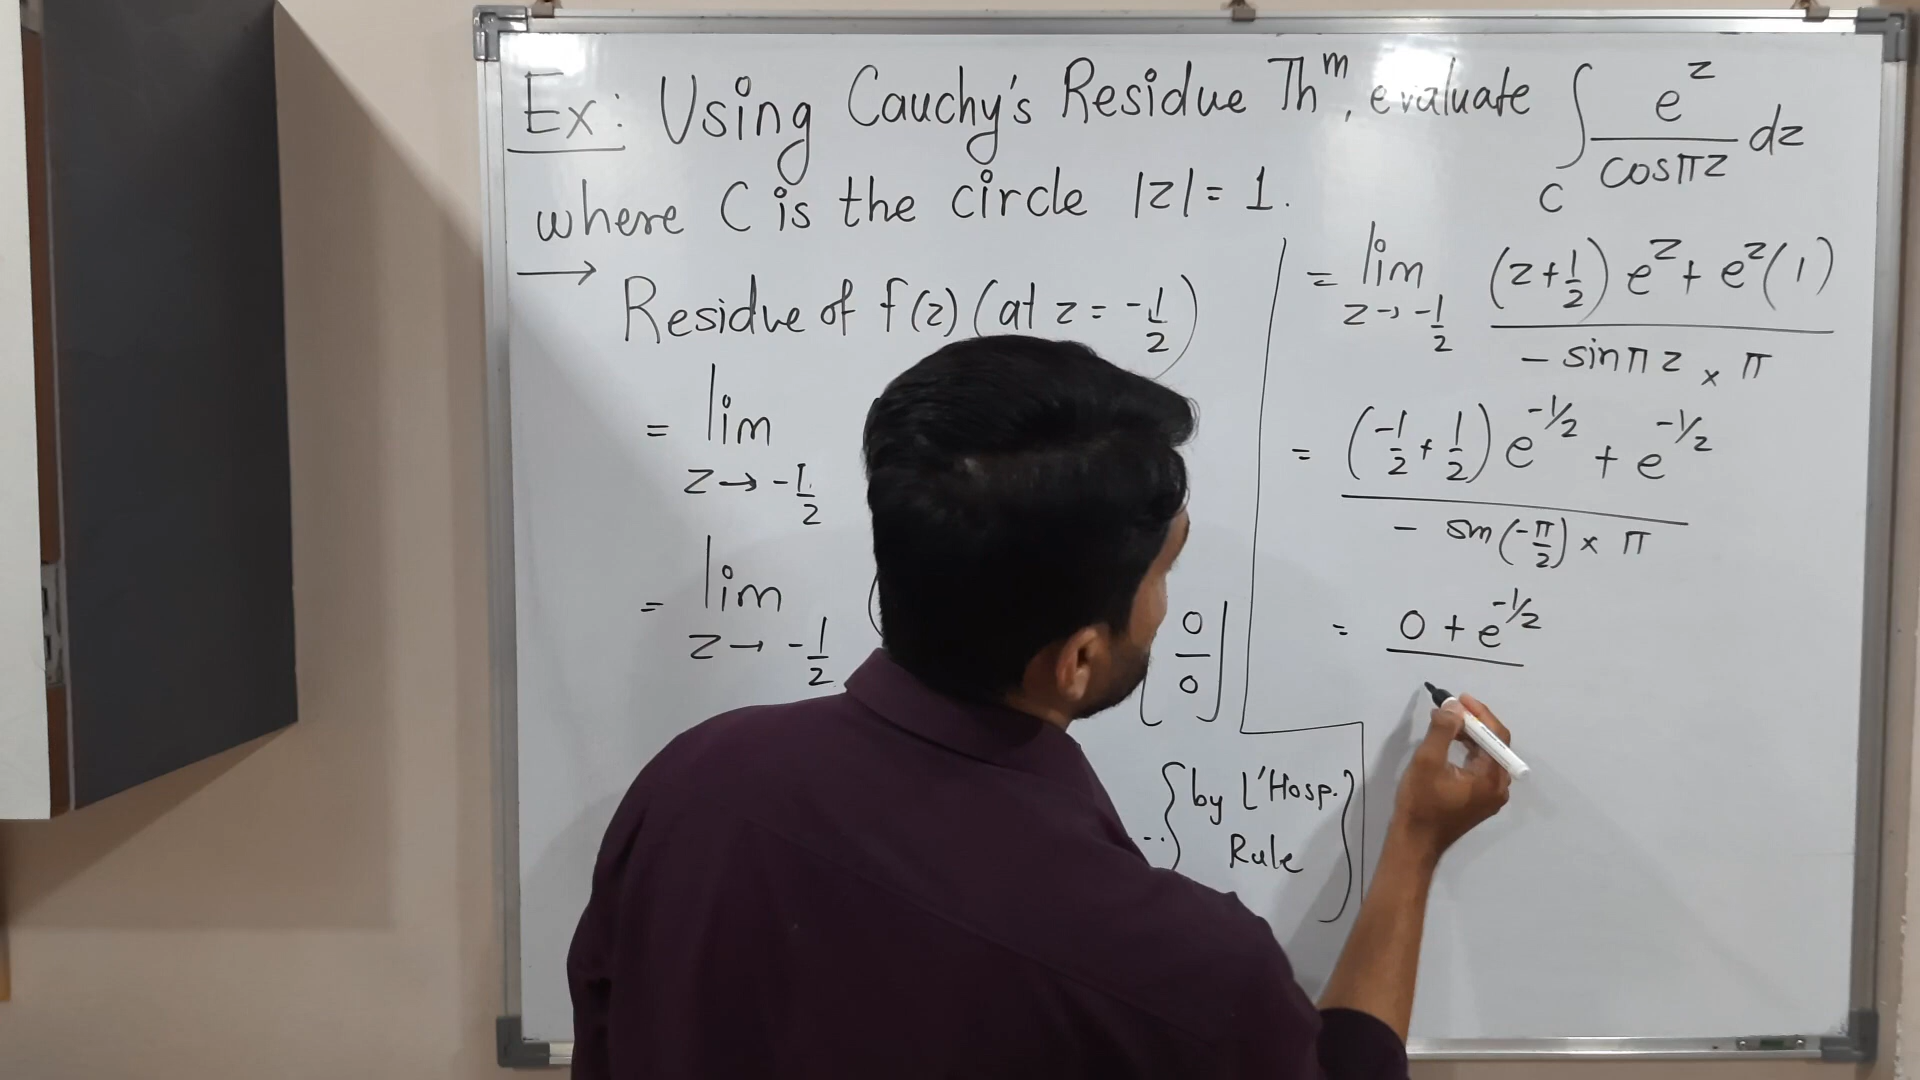 Ex: Using Cauchy's Residue Thᵐ, evaluate ∫_C e^z / cosπz dz
where C is the circle |z| = 1.
→ Residue of f(z) (at z = -1/2)
= lim z→ -1/2
= lim z→ -1/2 ( [0/0]
... {by L'Hosp. Rule}
= lim z→ -1/2 (z+1/2) e^z + e^z(1) / - sinπz × π
= (-1/2 + 1/2) e^-1/2 + e^-1/2 / - sin(-π/2) × π
= 0 + e^-1/2